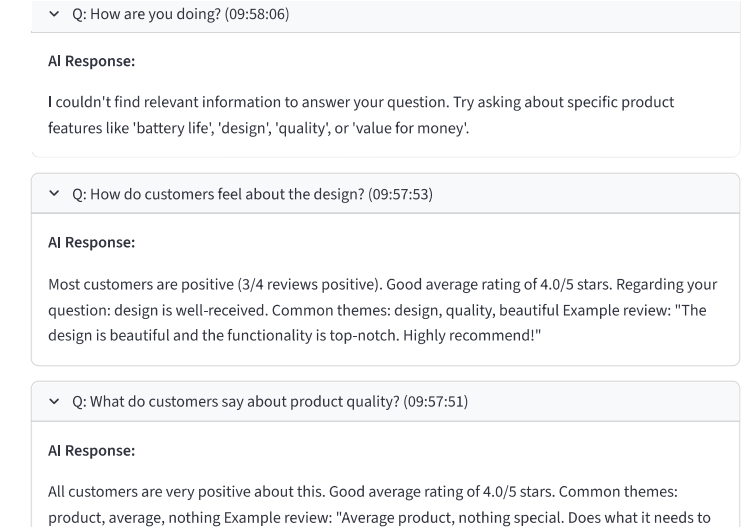 Q: How are you doing? (09:58:06)
AI Response:
I couldn't find relevant information to answer your question. Try asking about specific product
features like 'battery life', 'design', 'quality', or 'value for money'.
Q: How do customers feel about the design? (09:57:53)
AI Response:
Most customers are positive (3/4 reviews positive). Good average rating of 4.0/5 stars. Regarding your
question: design is well-received. Common themes: design, quality, beautiful Example review: "The
design is beautiful and the functionality is top-notch. Highly recommend!"
Q: What do customers say about product quality? (09:57:51)
AI Response:
All customers are very positive about this. Good average rating of 4.0/5 stars. Common themes:
product, average, nothing Example review: "Average product, nothing special. Does what it needs to